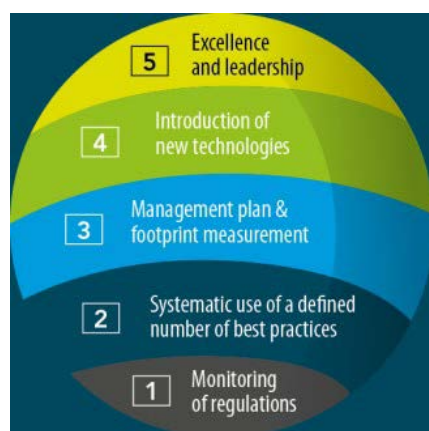 5
Excellence
and leadership
4
Introduction of
new technologies
3
Management plan &
footprint measurement
2
Systematic use of a defined
number of best practices
1
Monitoring
of regulations